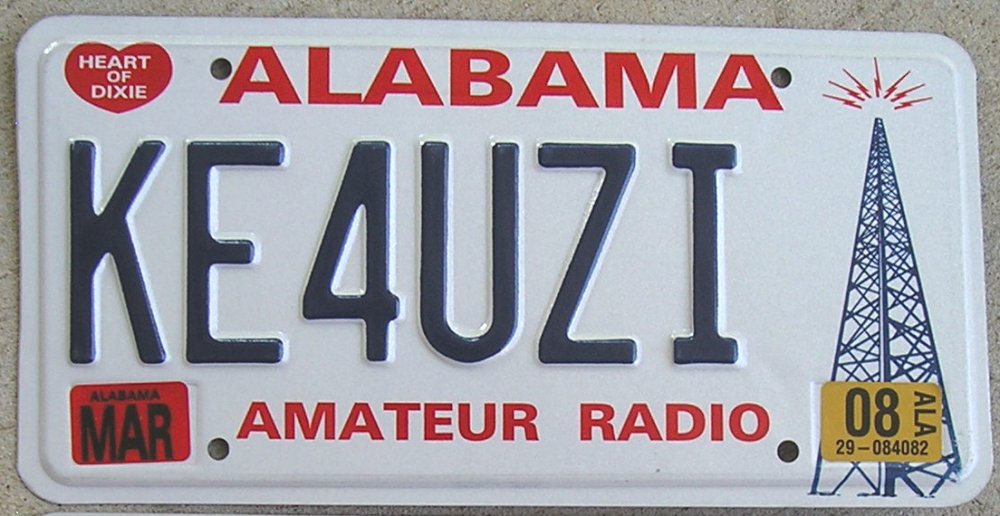 HEART
OF
DIXIE
ALABAMA
KE4UZI
ALABAMA
MAR
AMATEUR RADIO
08
ALA
29-084082